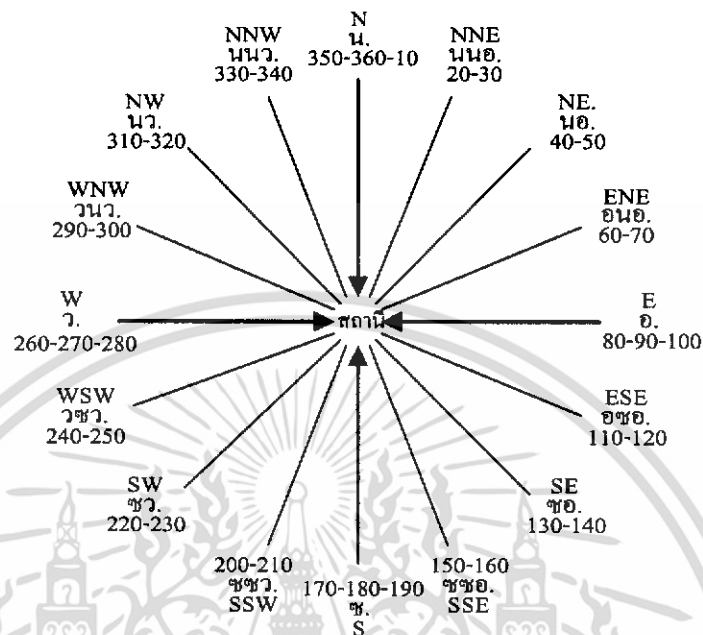 N
น.
350-360-10
NNE
นนอ.
20-30
NE.
นอ.
40-50
ENE
อนอ.
60-70
E
อ.
80-90-100
ESE
อซอ.
110-120
SE
ซอ.
130-140
150-160
ซซอ.
SSE
170-180-190
ซ.
S
200-210
ซซว.
SSW
SW
ซว.
220-230
WSW
วซว.
240-250
W
ว.
260-270-280
WNW
วนว.
290-300
NW
นว.
310-320
NNW
นนว.
330-340
สถานี